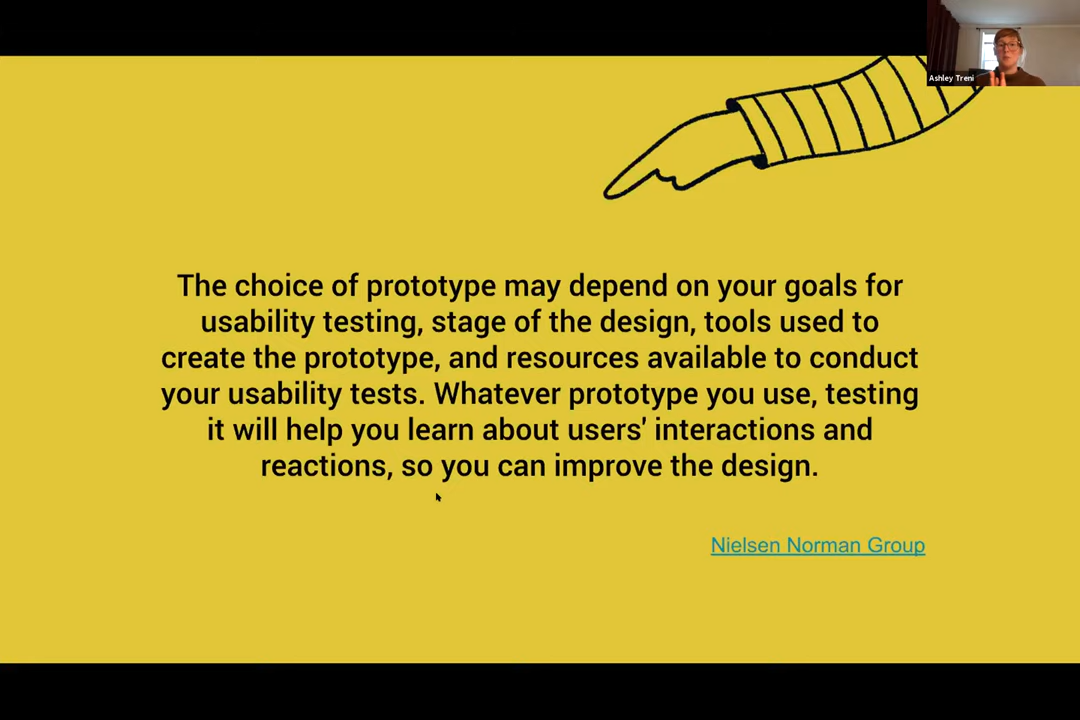 Ashley Treni
The choice of prototype may depend on your goals for
usability testing, stage of the design, tools used to
create the prototype, and resources available to conduct
your usability tests. Whatever prototype you use, testing
it will help you learn about users' interactions and
reactions, so you can improve the design.
Nielsen Norman Group